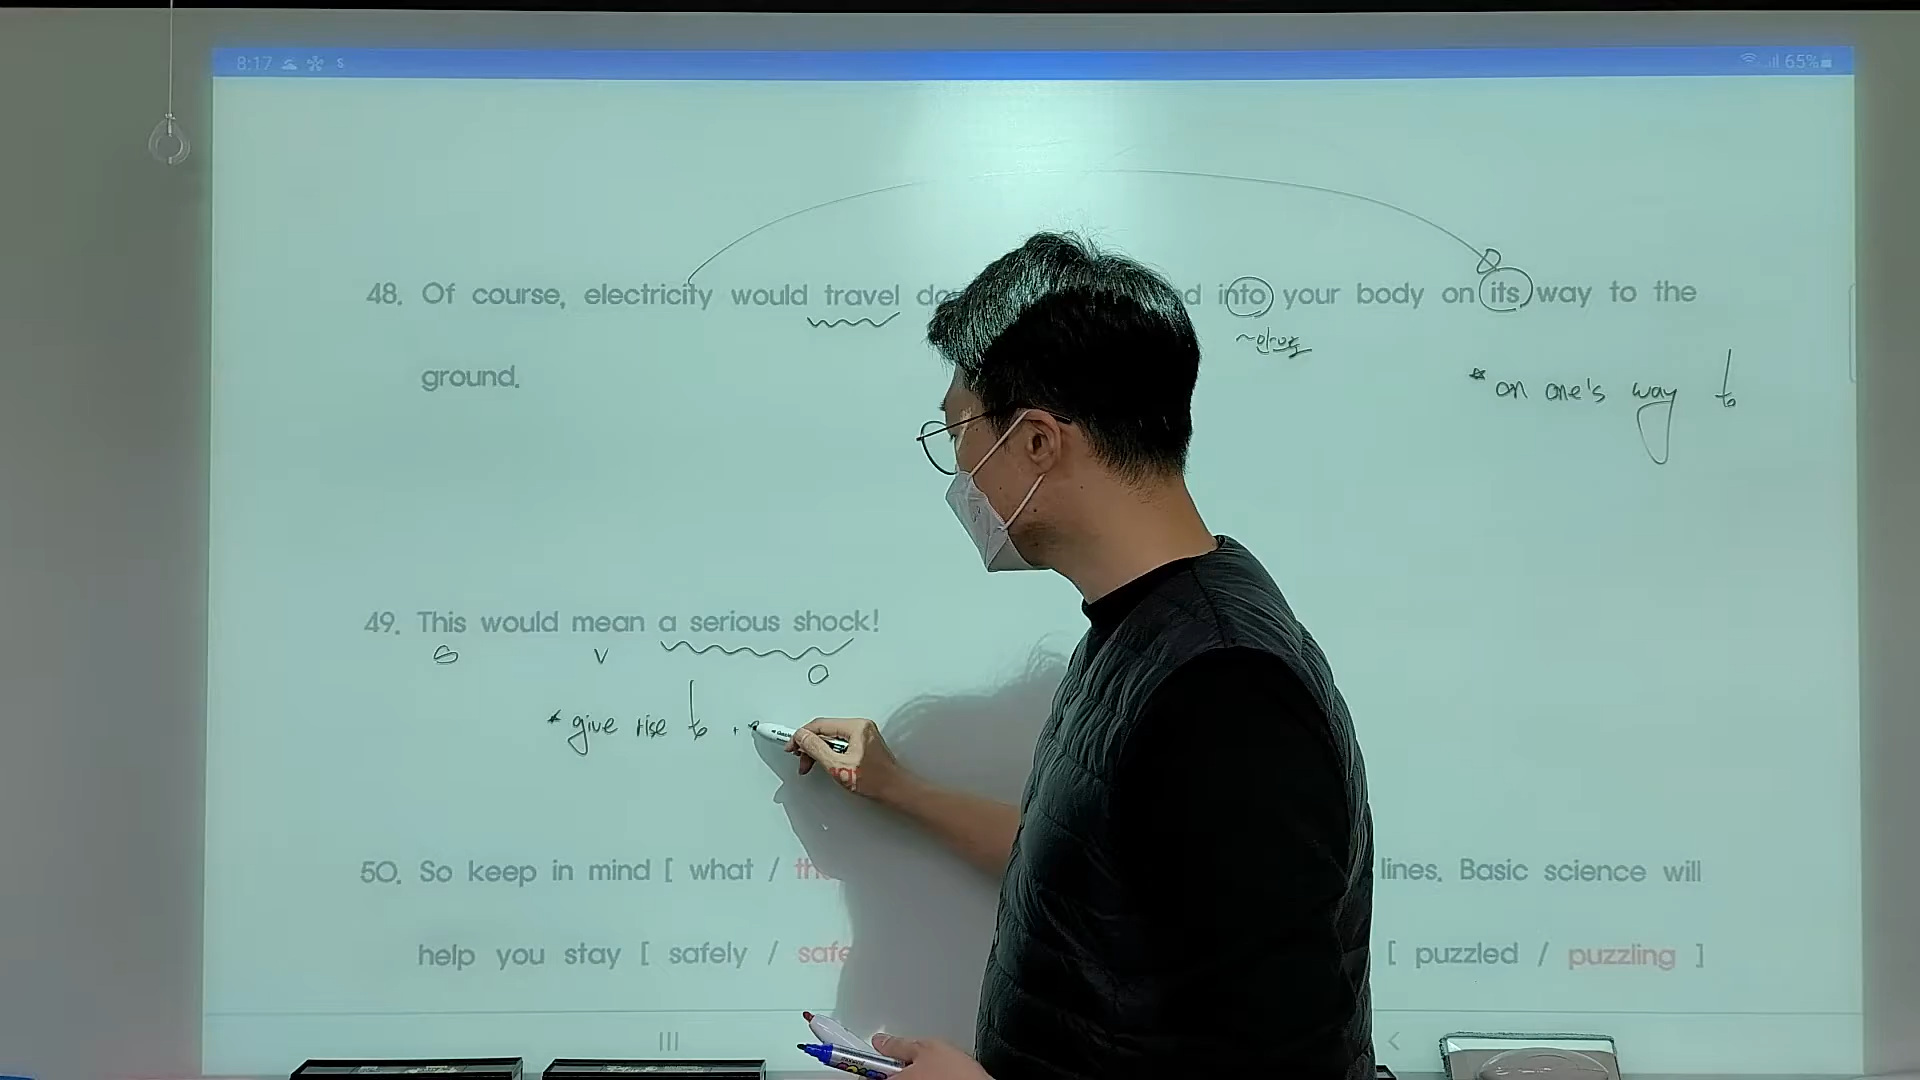 8:17 S 65%
48. Of course, electricity would travel into your body on its way to the
~안으로
ground.
* on one's way to
49. This would mean a serious shock!
S V O
* give rise to +
50. So keep in mind [ what / lines. Basic science will
help you stay [ safely / safe [ puzzled / puzzling ]